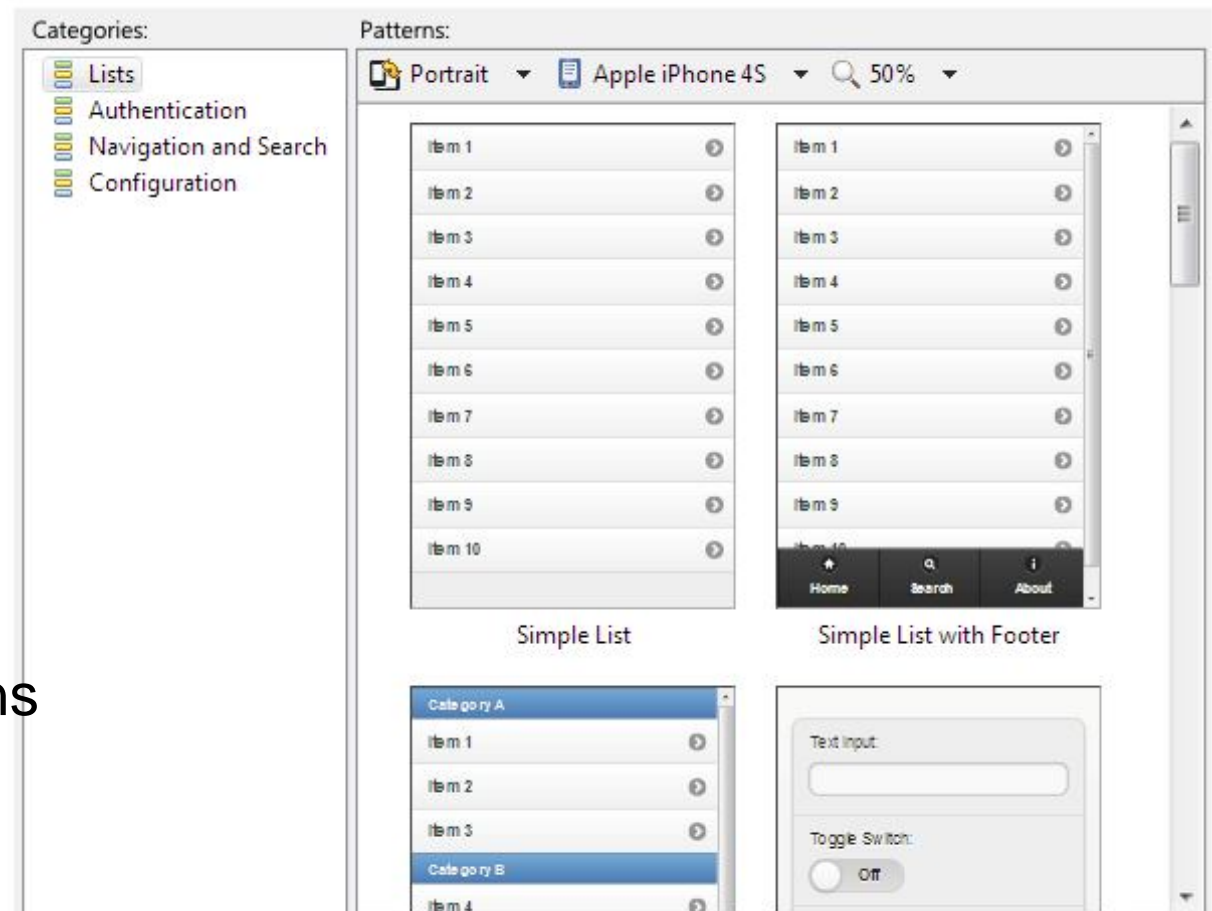 Categories:
Patterns:
Lists
Authentication
Navigation and Search
Configuration
Portrait Apple iPhone 4S 50%
Item 1
Item 2
Item 3
Item 4
Item 5
Item 6
Item 7
Item 8
Item 9
Item 10
Simple List
Item 1
Item 2
Item 3
Item 4
Item 5
Item 6
Item 7
Item 8
Item 9
Item 10
Home Search About
Simple List with Footer
ns
Category A
Item 1
Item 2
Item 3
Category B
Item 4
Text Input:
Toggle Switch:
Off